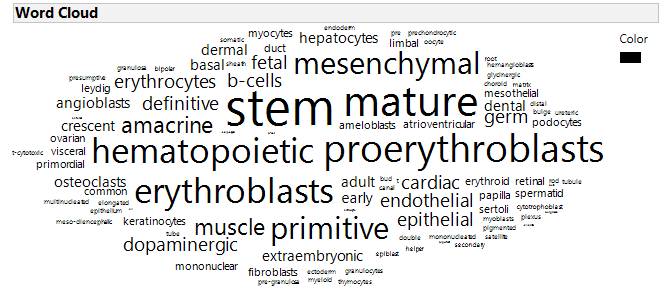 Word Cloud
Color
endoderm
somatic myocytes pre prechondrocytic
dermal duct hepatocytes limbal oocyte
granulosa bipolar basal sheath fetal mesenchymal root hemangioblasts
presumptive erythrocytes b-cells glycinergic
leydig choroid matrix
angioblasts definitive stem mature mesothelial
dental distal
crescent amacrine ameloblasts atrioventricular germ bulge ureteric
podocytes
ovarian
t-cytotoxic visceral hematopoietic proerythroblasts
primordial
osteoclasts erythroblasts adult bud t cardiac erythroid retinal rod tubule
common canal
multinucleated elongated early endothelial papilla spermatid
epithelium sertoli cytotrophoblast
meso-diencephalic keratinocytes muscle primitive epithelial myoblasts plexus
tube pigmented
dopaminergic double mononucleated satellite
helper secondary
extraembryonic epiblast
mononuclear fibroblasts ectoderm granulocytes
pre-granulosa myeloid thymocytes